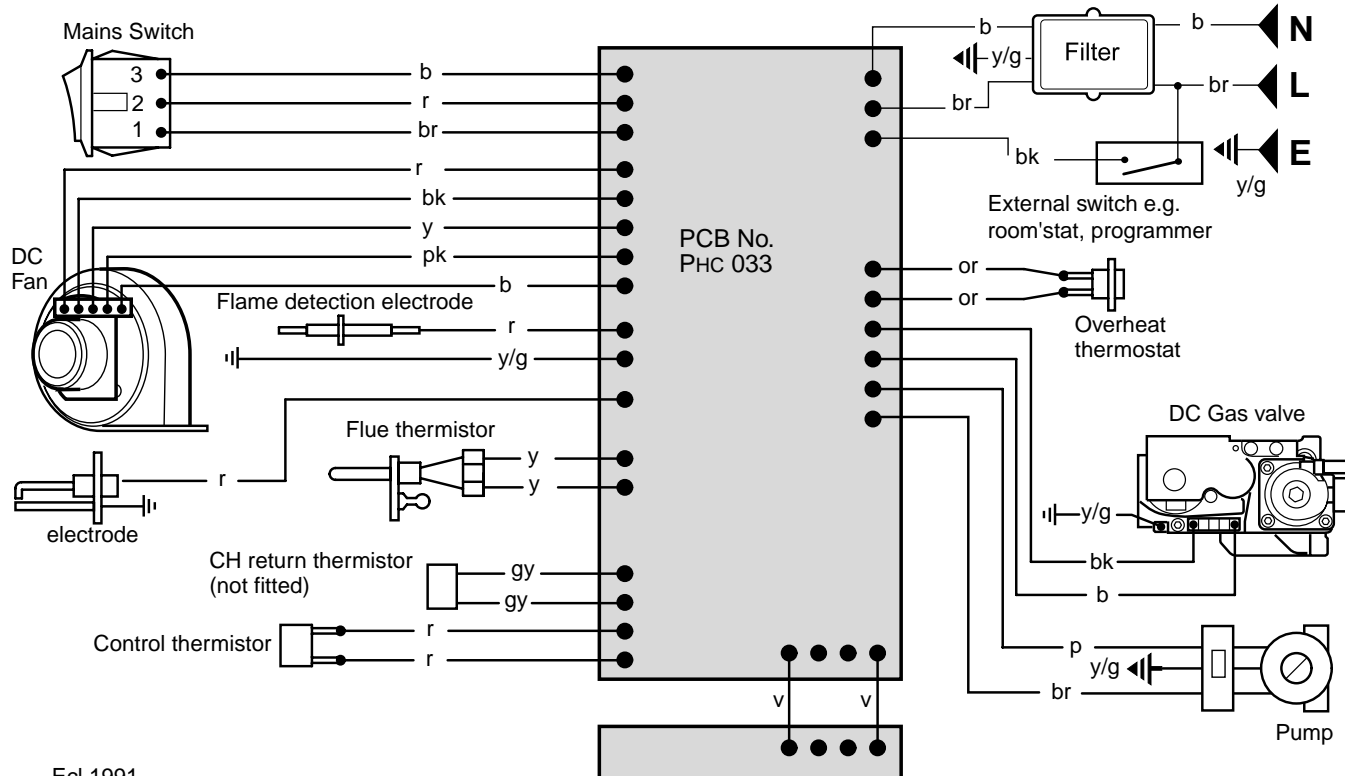 Mains Switch
3
2
1
b
r
br
r
bk
y
pk
b
DC
Fan
Flame detection electrode
r
y/g
r
electrode
Flue thermistor
y
y
CH return thermistor
(not fitted)
gy
gy
Control thermistor
r
r
PCB No.
PHC 033
b
Filter
b
N
y/g
br
br
L
bk
E
y/g
External switch e.g.
room'stat, programmer
or
or
Overheat
thermostat
DC Gas valve
y/g
bk
b
p
y/g
br
Pump
v
v